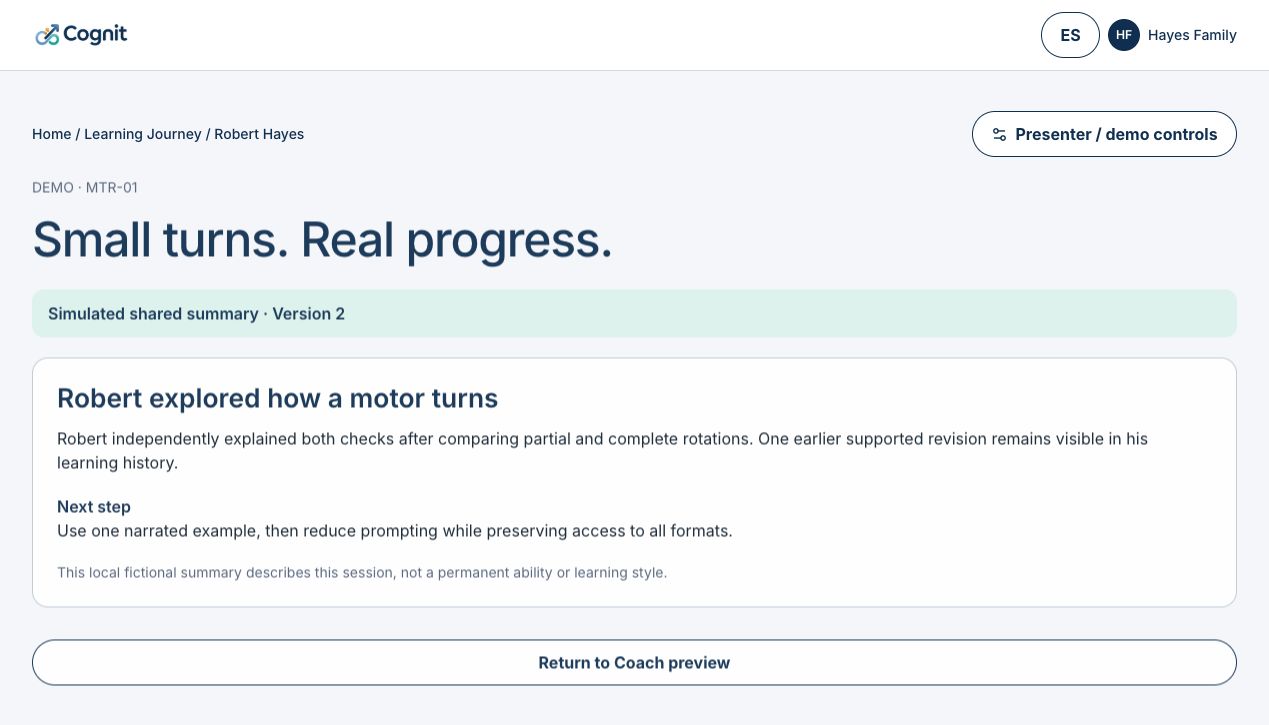 Cognit
ES
HF
Hayes Family
Home / Learning Journey / Robert Hayes
Presenter / demo controls
DEMO · MTR-01
Small turns. Real progress.
Simulated shared summary · Version 2
Robert explored how a motor turns
Robert independently explained both checks after comparing partial and complete rotations. One earlier supported revision remains visible in his
learning history.
Next step
Use one narrated example, then reduce prompting while preserving access to all formats.
This local fictional summary describes this session, not a permanent ability or learning style.
Return to Coach preview